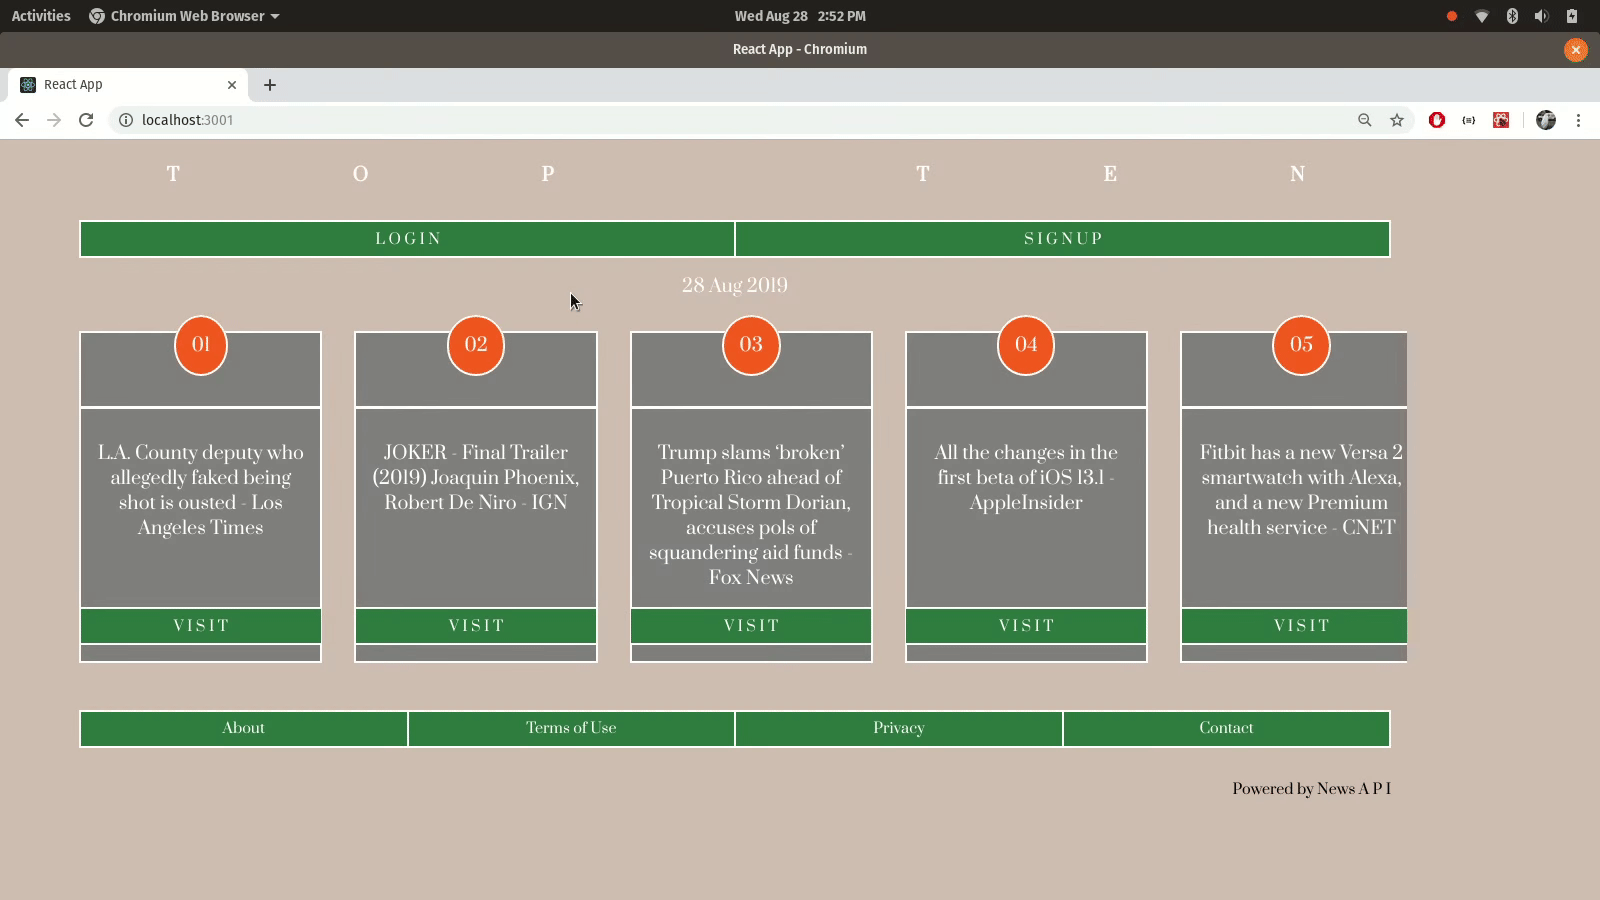 Activities Chromium Web Browser Wed Aug 28 2:52 PM
React App - Chromium
React App
localhost:3001
T O P T E N
LOGIN SIGNUP
28 Aug 2019
01
L.A. County deputy who
allegedly faked being
shot is ousted - Los
Angeles Times
VISIT
02
JOKER - Final Trailer
(2019) Joaquin Phoenix,
Robert De Niro - IGN
VISIT
03
Trump slams ‘broken’
Puerto Rico ahead of
Tropical Storm Dorian,
accuses pols of
squandering aid funds -
Fox News
VISIT
04
All the changes in the
first beta of iOS 13.1 -
AppleInsider
VISIT
05
Fitbit has a new Versa 2
smartwatch with Alexa,
and a new Premium
health service - CNET
VISIT
About Terms of Use Privacy Contact
Powered by News A P I